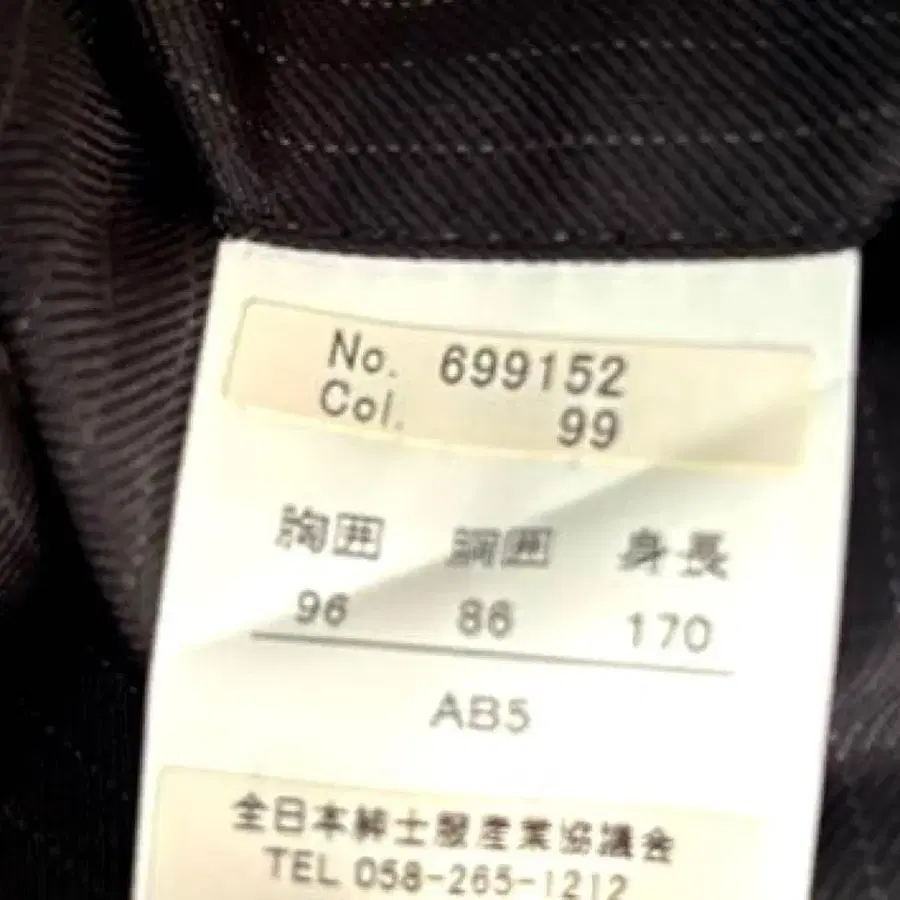 No. 699152
Col. 99
胸囲 胴囲 身長
96 86 170
AB5
全日本紳士服産業協議会
TEL 058-265-1212